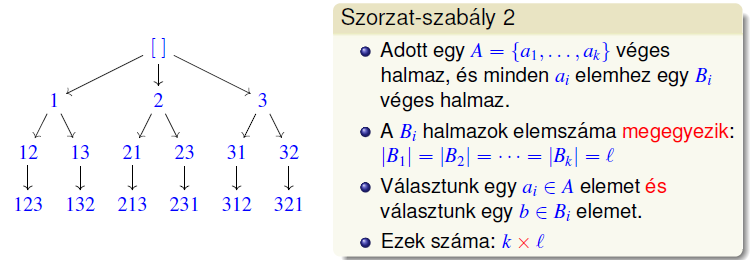 [ ]
1 2 3
12 13 21 23 31 32
123 132 213 231 312 321
Szorzat-szabály 2
Adott egy A = {a₁, . . . , aₖ} véges
halmaz, és minden aᵢ elemhez egy Bᵢ
véges halmaz.
A Bᵢ halmazok elemszáma megegyezik:
|B₁| = |B₂| = · · · = |Bₖ| = ℓ
Választunk egy aᵢ ∈ A elemet és
választunk egy b ∈ Bᵢ elemet.
Ezek száma: k × ℓ